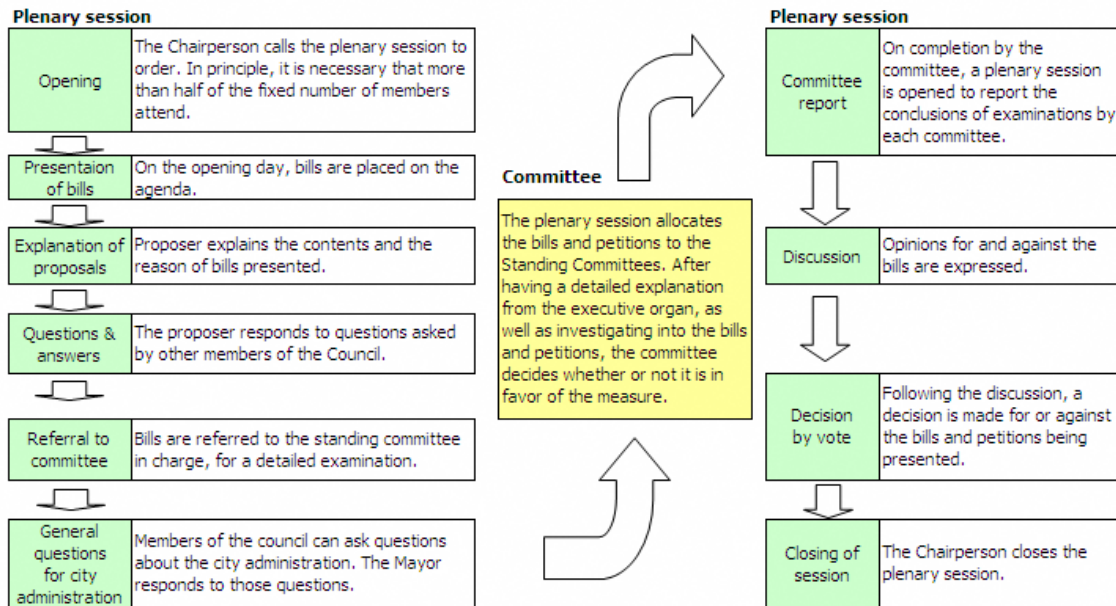 Plenary session
Opening
The Chairperson calls the plenary session to
order. In principle, it is necessary that more
than half of the fixed number of members
attend.
Presentaion
of bills
On the opening day, bills are placed on the
agenda.
Explanation of
proposals
Proposer explains the contents and the
reason of bills presented.
Questions &
answers
The proposer responds to questions asked
by other members of the Council.
Referral to
committee
Bills are referred to the standing committee
in charge, for a detailed examination.
General
questions
for city
administration
Members of the council can ask questions
about the city administration. The Mayor
responds to those questions.
Committee
The plenary session allocates
the bills and petitions to the
Standing Committees. After
having a detailed explanation
from the executive organ, as
well as investigating into the bills
and petitions, the committee
decides whether or not it is in
favor of the measure.
Plenary session
Committee
report
On completion by the
committee, a plenary session
is opened to report the
conclusions of examinations by
each committee.
Discussion
Opinions for and against the
bills are expressed.
Decision
by vote
Following the discussion, a
decision is made for or against
the bills and petitions being
presented.
Closing of
session
The Chairperson closes the
plenary session.